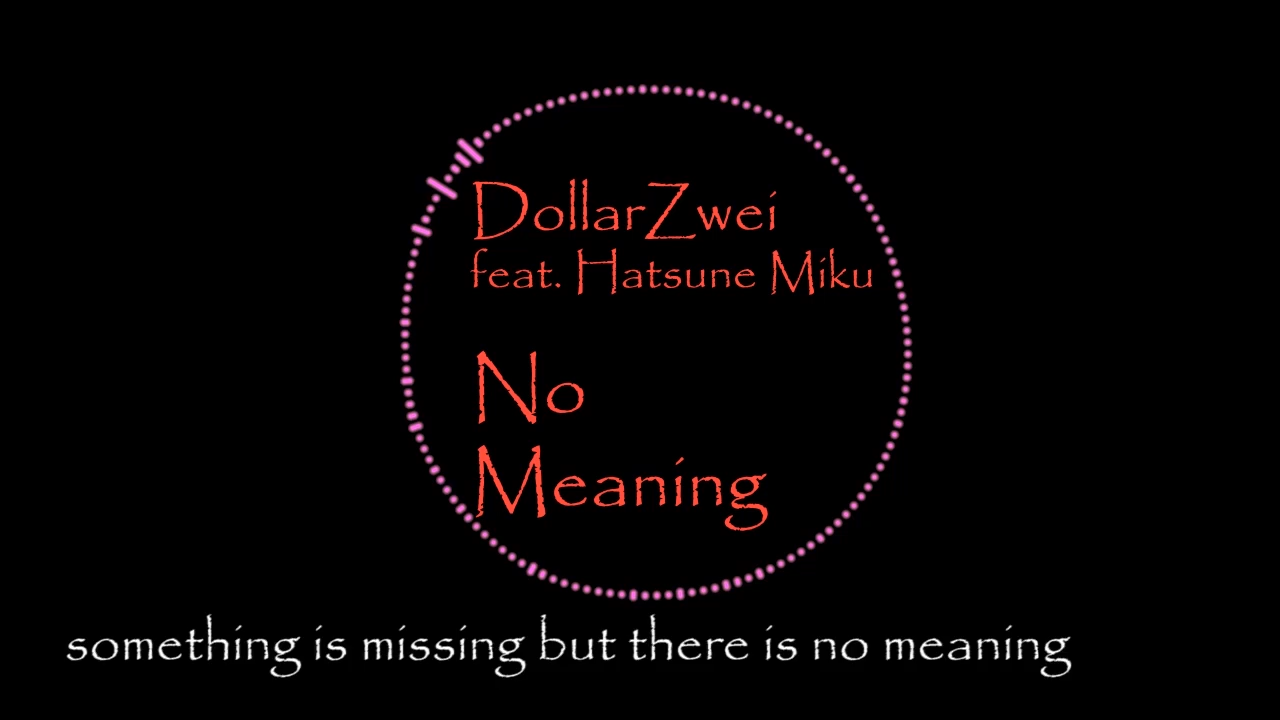 DollarZwei
feat. Hatsune Miku
No
Meaning
something is missing but there is no meaning